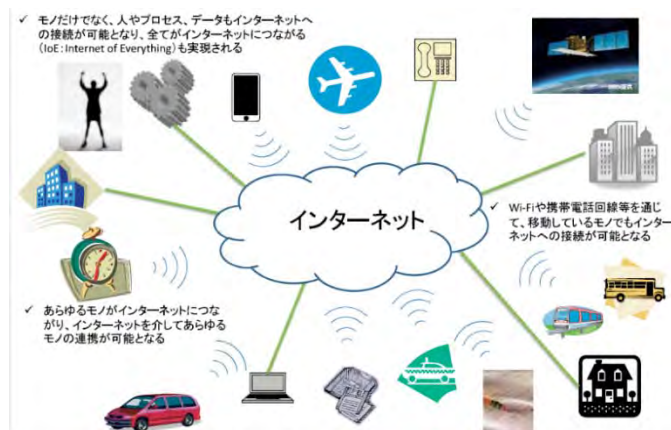 ✓ モノだけでなく、人やプロセス、データもインターネットへ
の接続が可能となり、全てがインターネットにつながる
(IoE:Internet of Everything)も実現される
インターネット
✓ Wi-Fiや携帯電話回線等を通じ
て、移動しているモノでもインター
ネットへの接続が可能となる
✓ あらゆるモノがインターネットにつな
がり、インターネットを介してあらゆる
モノの連携が可能となる